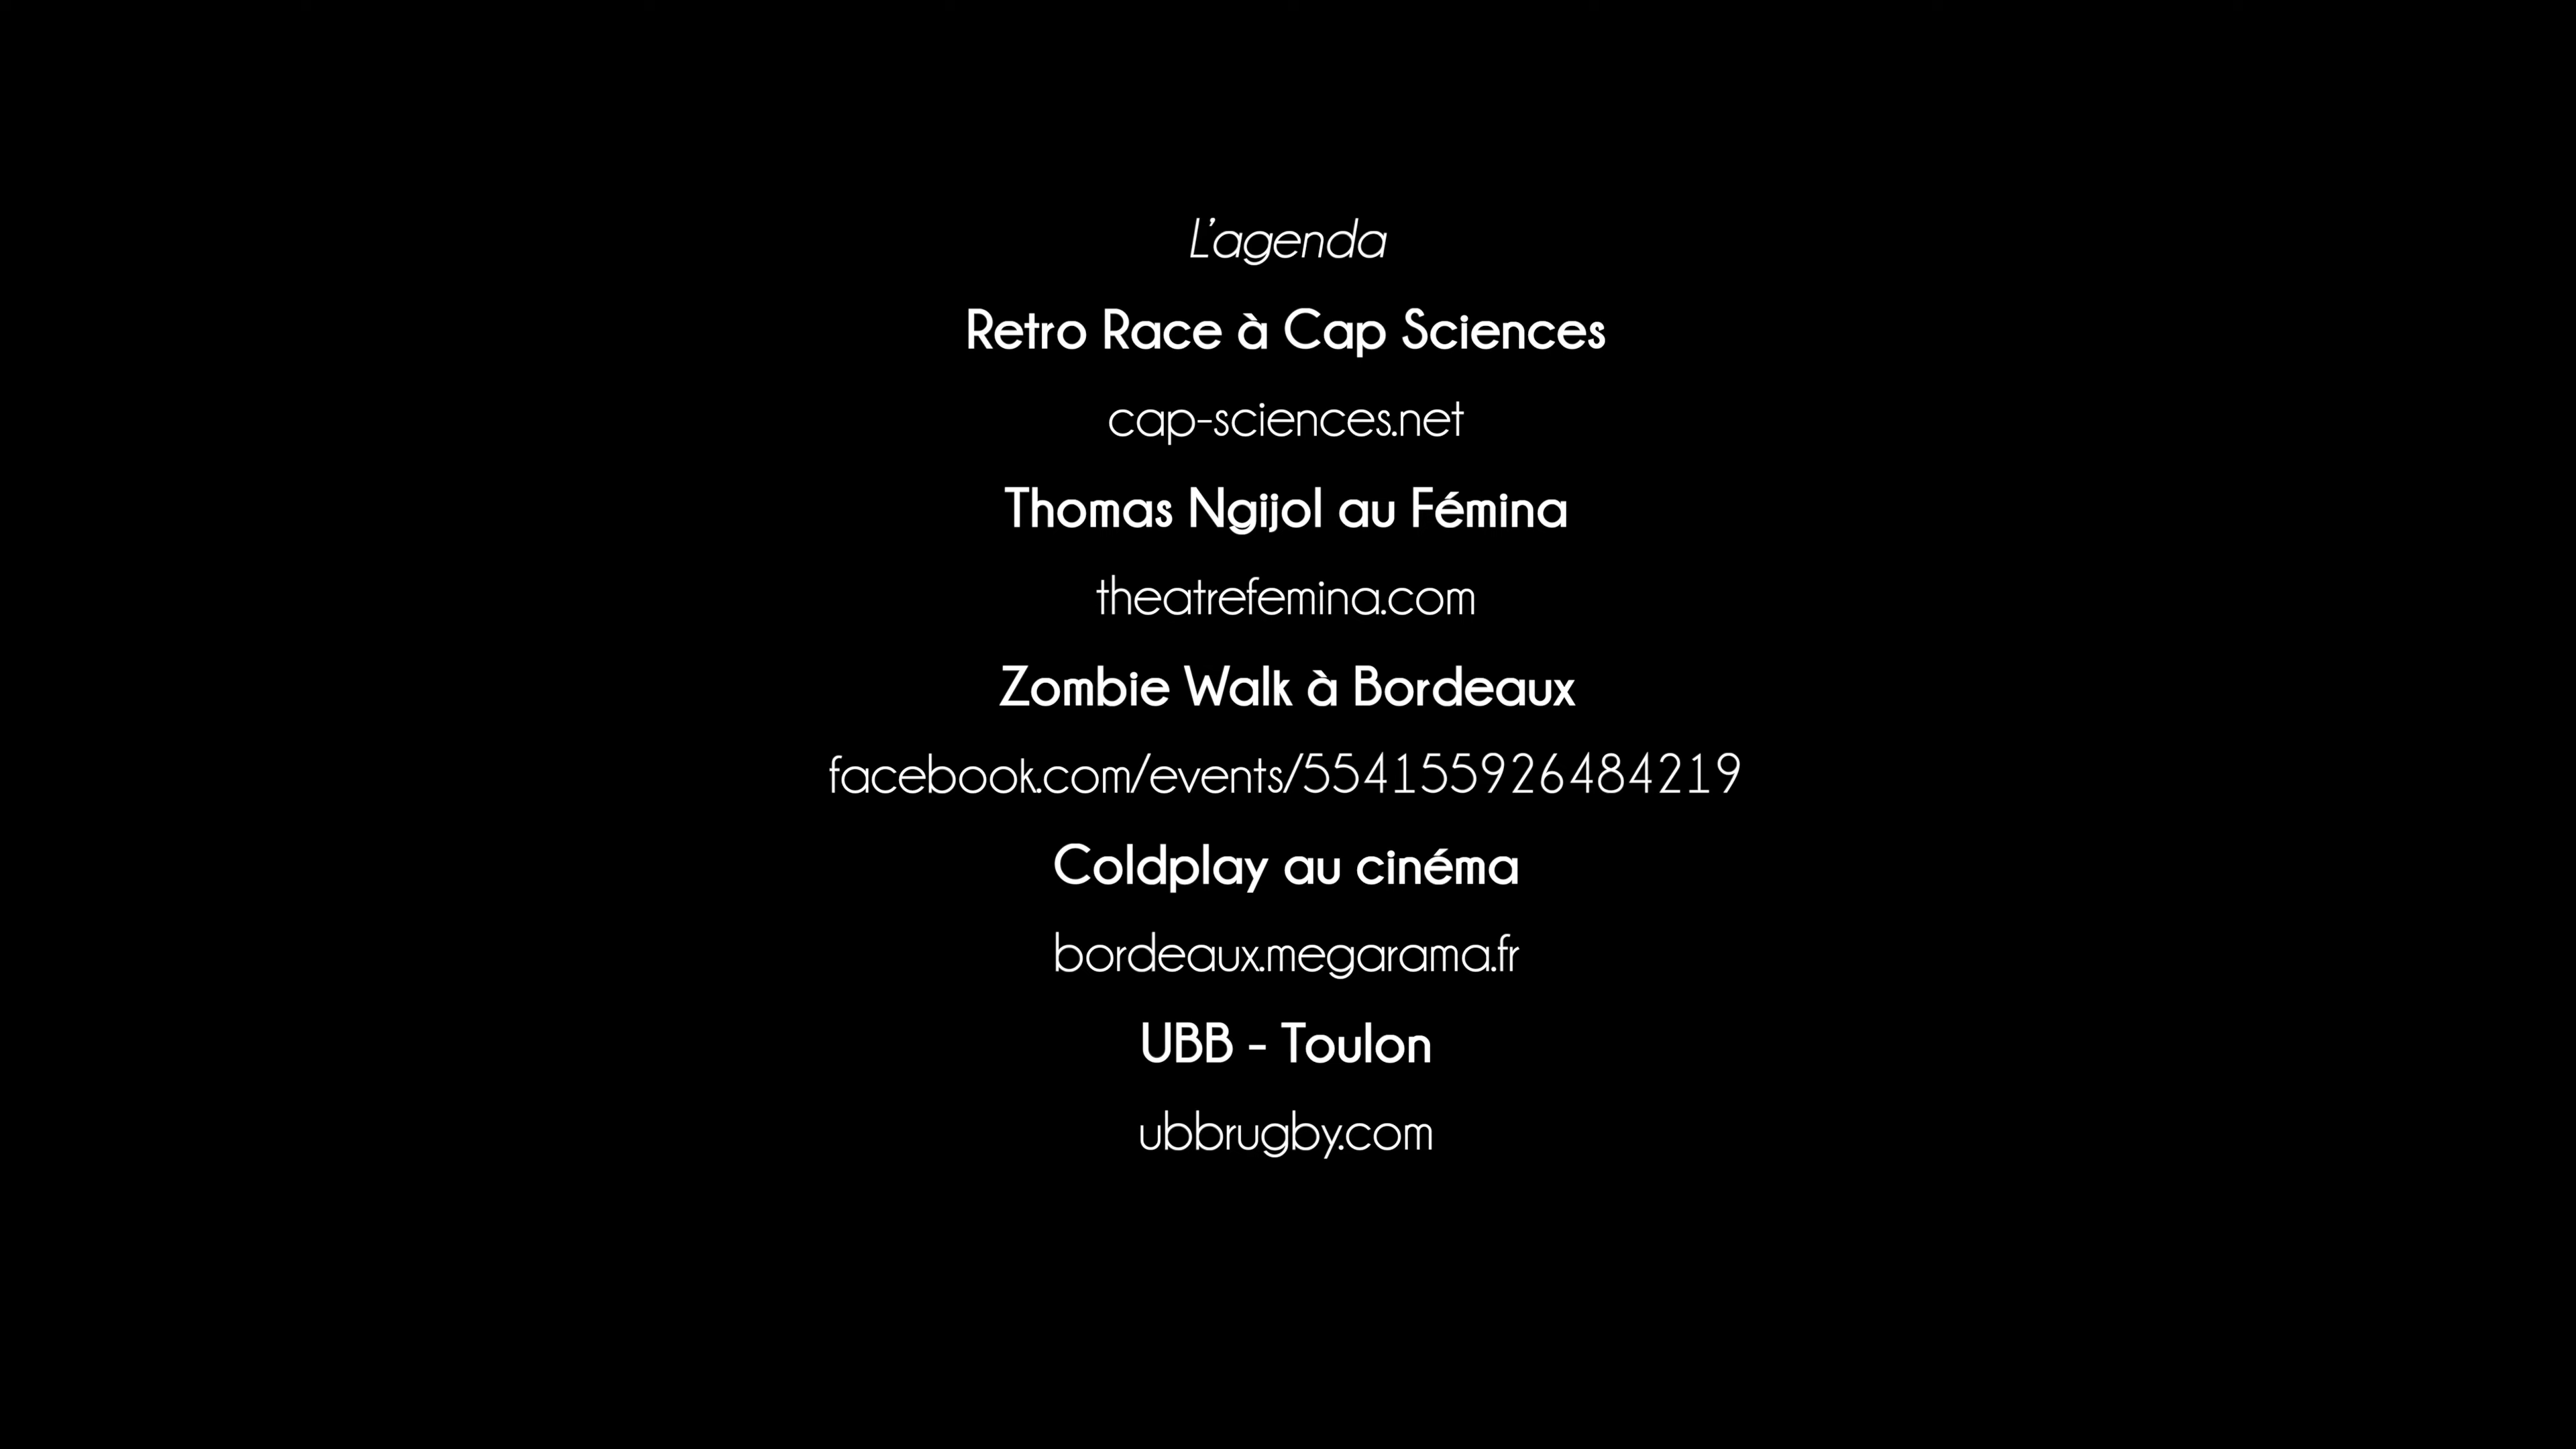 L'agenda
Retro Race à Cap Sciences
cap-sciences.net
Thomas Ngijol au Fémina
theatrefemina.com
Zombie Walk à Bordeaux
facebook.com/events/554155926484219
Coldplay au cinéma
bordeaux.megarama.fr
UBB - Toulon
ubbrugby.com